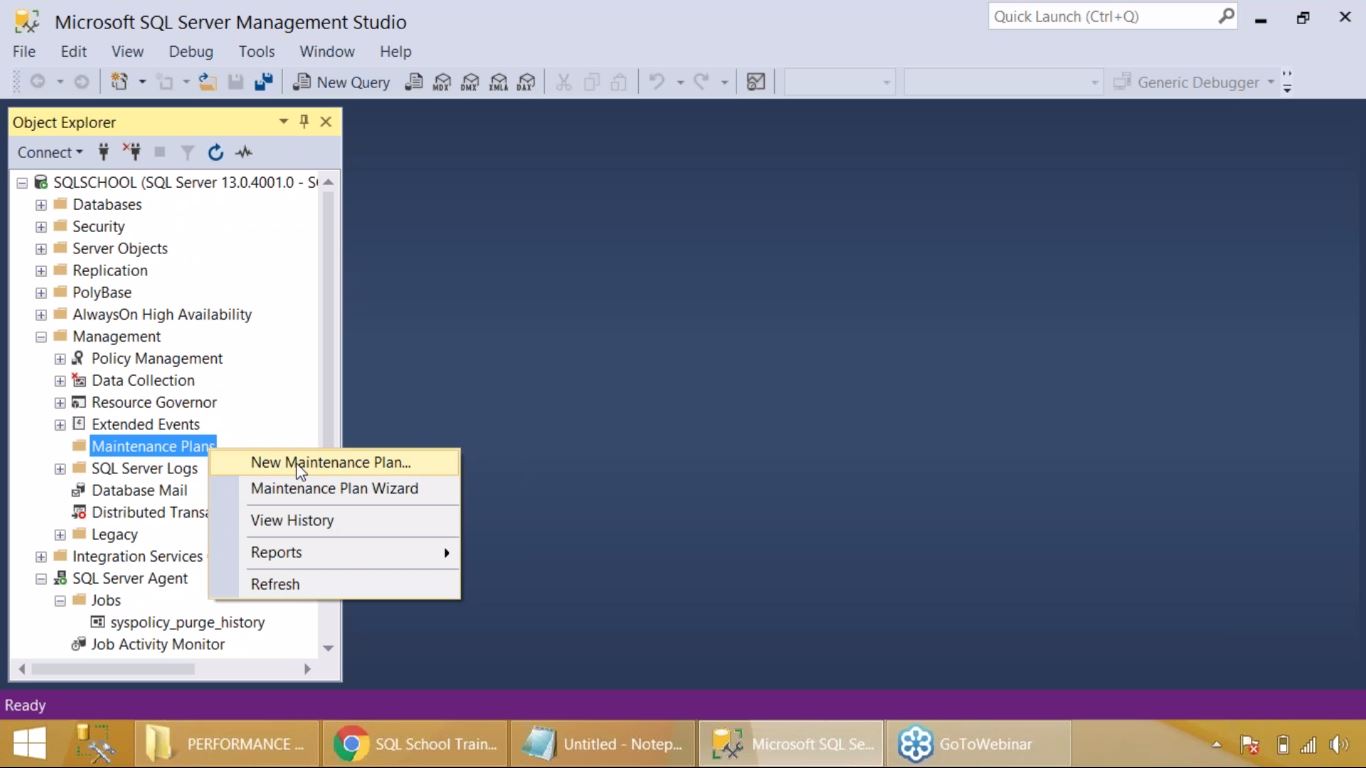 Microsoft SQL Server Management Studio
Quick Launch (Ctrl+Q)
File Edit View Debug Tools Window Help
New Query MDX DMX XMLA DAX Generic Debugger
Object Explorer
Connect
SQLSCHOOL (SQL Server 13.0.4001.0 - S
Databases
Security
Server Objects
Replication
PolyBase
AlwaysOn High Availability
Management
Policy Management
Data Collection
Resource Governor
Extended Events
Maintenance Plans
SQL Server Logs
Database Mail
Distributed Transa
Legacy
Integration Services
SQL Server Agent
Jobs
syspolicy_purge_history
Job Activity Monitor
New Maintenance Plan...
Maintenance Plan Wizard
View History
Reports
Refresh
Ready
PERFORMANCE ... SQL School Train... Untitled - Notep... Microsoft SQL Se... GoToWebinar